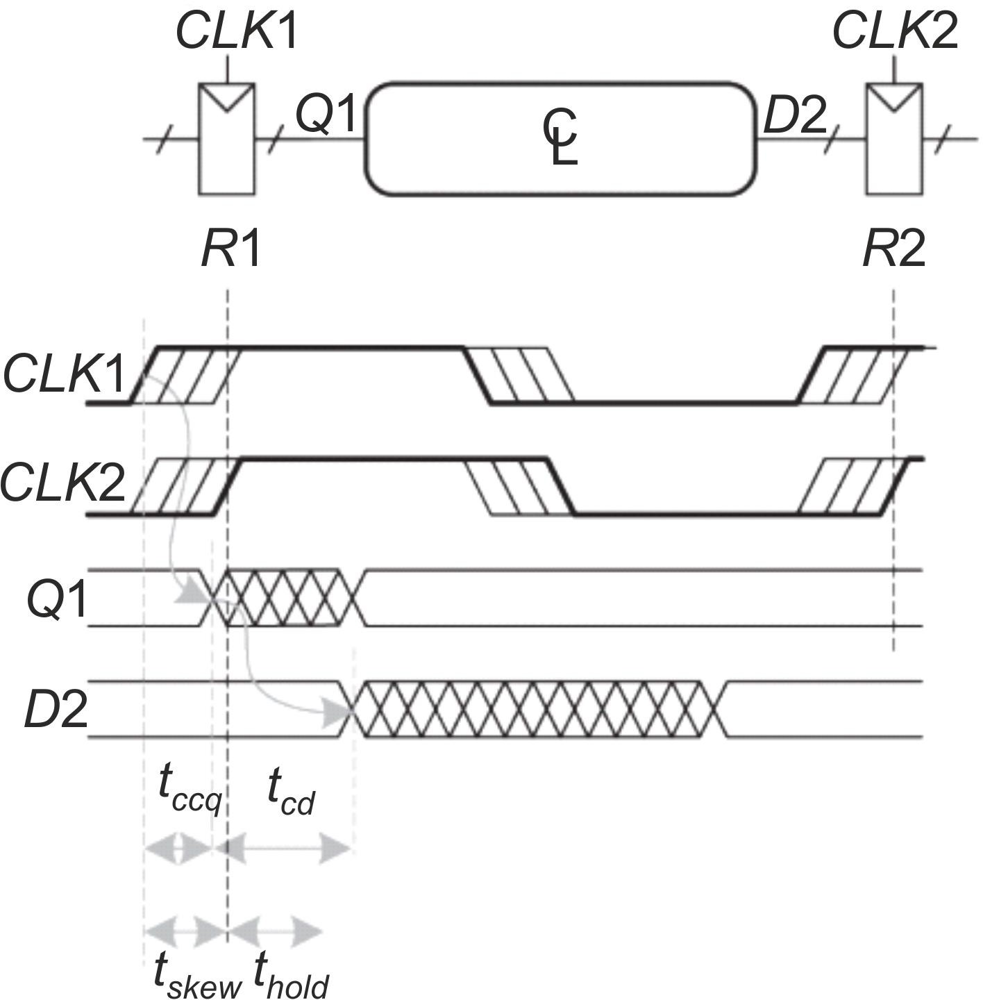 CLK1 CLK2
Q1 CL D2
R1 R2
CLK1
CLK2
Q1
D2
tccq tcd
tskew thold